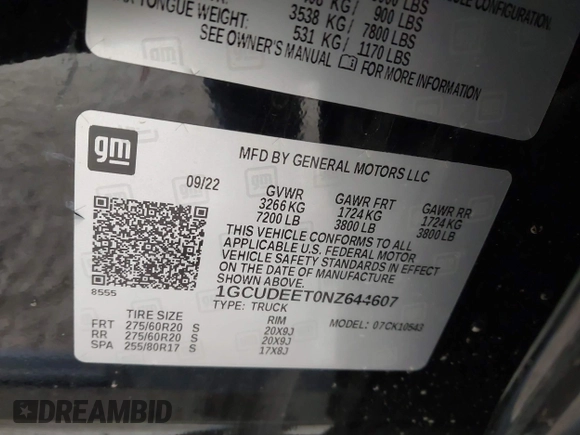 900 LBS
3538 KG/ 7800 LBS
TONGUE WEIGHT: 531 KG/ 1170 LBS
SEE OWNER'S MANUAL FOR MORE INFORMATION
gm
MFD BY GENERAL MOTORS LLC
09/22
GVWR GAWR FRT GAWR RR
3266 KG 1724 KG 1724 KG
7200 LB 3800 LB 3800 LB
THIS VEHICLE CONFORMS TO ALL
APPLICABLE U.S. FEDERAL MOTOR
VEHICLE SAFETY STANDARDS IN EFFECT
ON THE DATE OF MANUFACTURE
SHOWN ABOVE.
8555
1GCUDEET0NZ644607
TYPE: TRUCK
MODEL: 07CK10543
TIRE SIZE RIM
FRT 275/60R20 S 20X9J
RR 275/60R20 S 20X9J
SPA 255/80R17 S 17X8J
DREAMBID